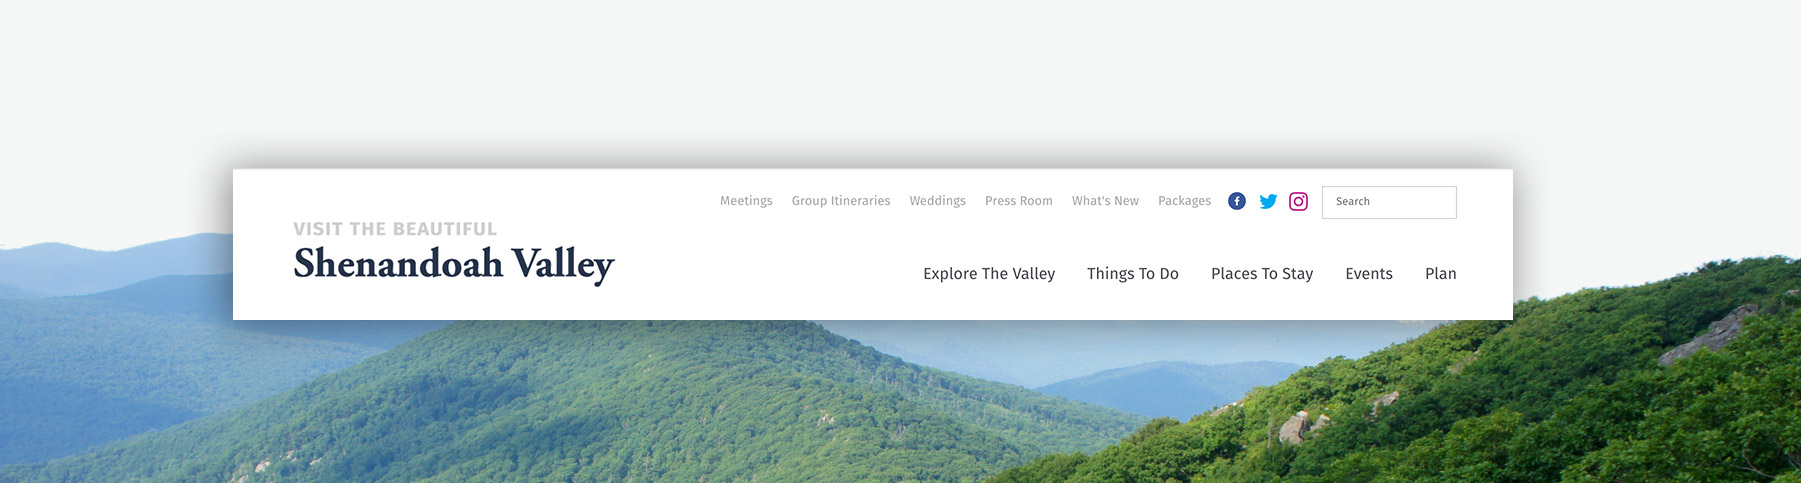 Meetings Group Itineraries Weddings Press Room What's New Packages Search
VISIT THE BEAUTIFUL
Shenandoah Valley
Explore The Valley Things To Do Places To Stay Events Plan